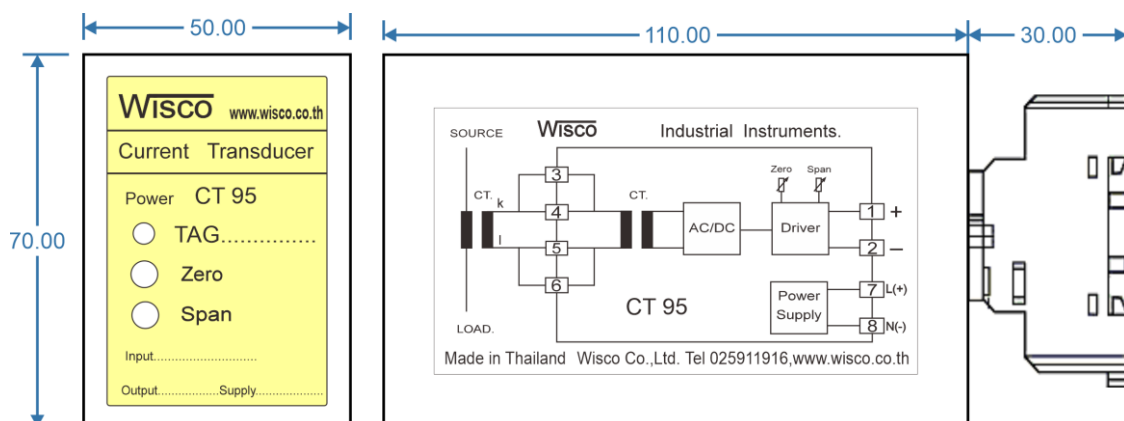 50.00
110.00
30.00
70.00
Wisco www.wisco.co.th
Current Transducer
Power CT 95
TAG..............
Zero
Span
Input..........................
Output.................Supply...................
SOURCE Wisco Industrial Instruments.
Zero Span
3
CT. k
4
CT.
AC/DC
Driver
1 +
l
5
2 –
6
CT 95
Power
Supply
7 L(+)
8 N(-)
LOAD.
Made in Thailand Wisco Co.,Ltd. Tel 025911916,www.wisco.co.th